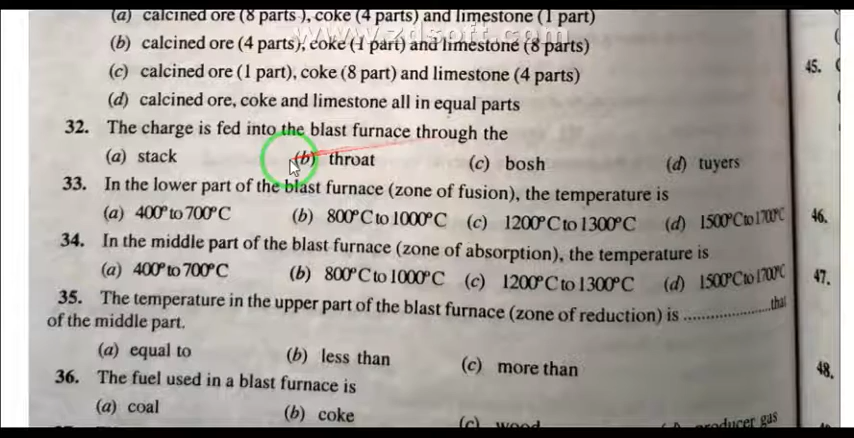 (a) calcined ore (8 parts ), coke (4 parts) and limestone (1 part)
www.zdsoft.com
(b) calcined ore (4 parts), coke (1 part) and limestone (8 parts)
45.
(c) calcined ore (1 part), coke (8 part) and limestone (4 parts)
(d) calcined ore, coke and limestone all in equal parts
32. The charge is fed into the blast furnace through the
(a) stack (b) throat (c) bosh (d) tuyers
33. In the lower part of the blast furnace (zone of fusion), the temperature is
(a) 400° to 700°C (b) 800°C to 1000°C (c) 1200°C to 1300°C (d) 1500°C to 1700°C
46.
34. In the middle part of the blast furnace (zone of absorption), the temperature is
(a) 400° to 700°C (b) 800°C to 1000°C (c) 1200°C to 1300°C (d) 1500°C to 1700°C
47.
35. The temperature in the upper part of the blast furnace (zone of reduction) is ..................that
of the middle part.
(a) equal to (b) less than (c) more than
48.
36. The fuel used in a blast furnace is
(a) coal (b) coke (c) wood producer gas